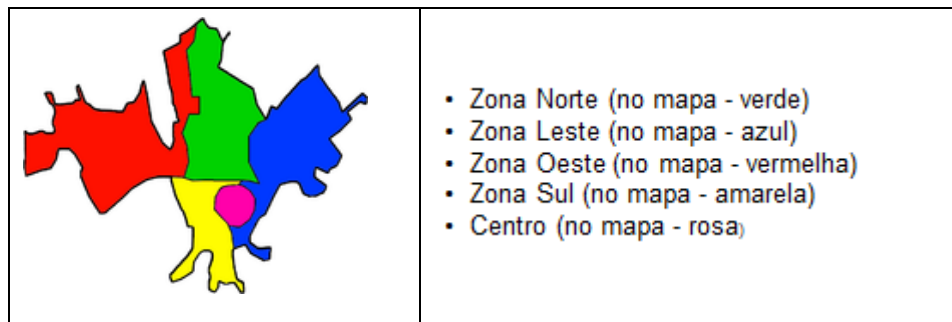 • Zona Norte (no mapa - verde)
• Zona Leste (no mapa - azul)
• Zona Oeste (no mapa - vermelha)
• Zona Sul (no mapa - amarela)
• Centro (no mapa - rosa)